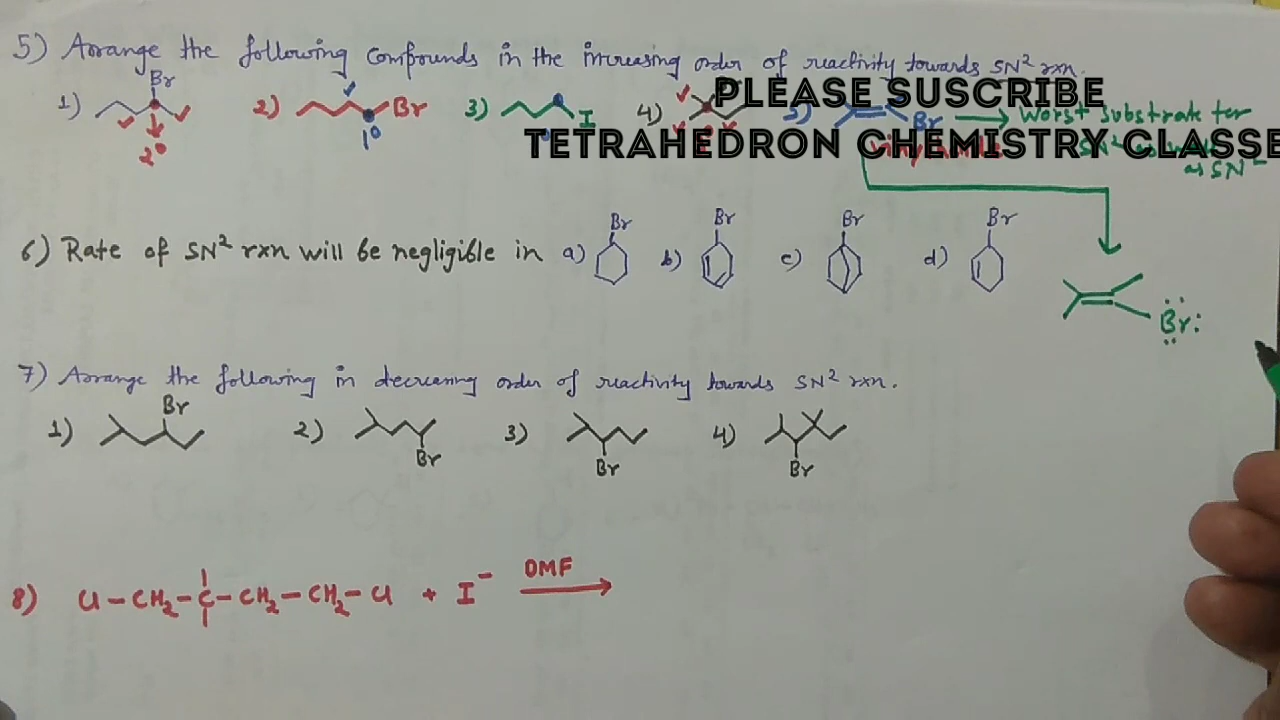 5) Arrange the following compounds in the increasing order of reactivity towards SN² rxn.
1) Br 2° 2) Br 1° 3) I 4) Br → Worst substrate for
PLEASE SUSCRIBE
TETRAHEDRON CHEMISTRY CLASSE
as SN
6) Rate of SN² rxn will be negligible in a) Br b) Br c) Br d) Br
Br
7) Arrange the following in decreasing order of reactivity towards SN² rxn.
1) Br 2) Br 3) Br 4) Br
8) Cl-CH₂-C-CH₂-CH₂-Cl + I⁻ DMF →